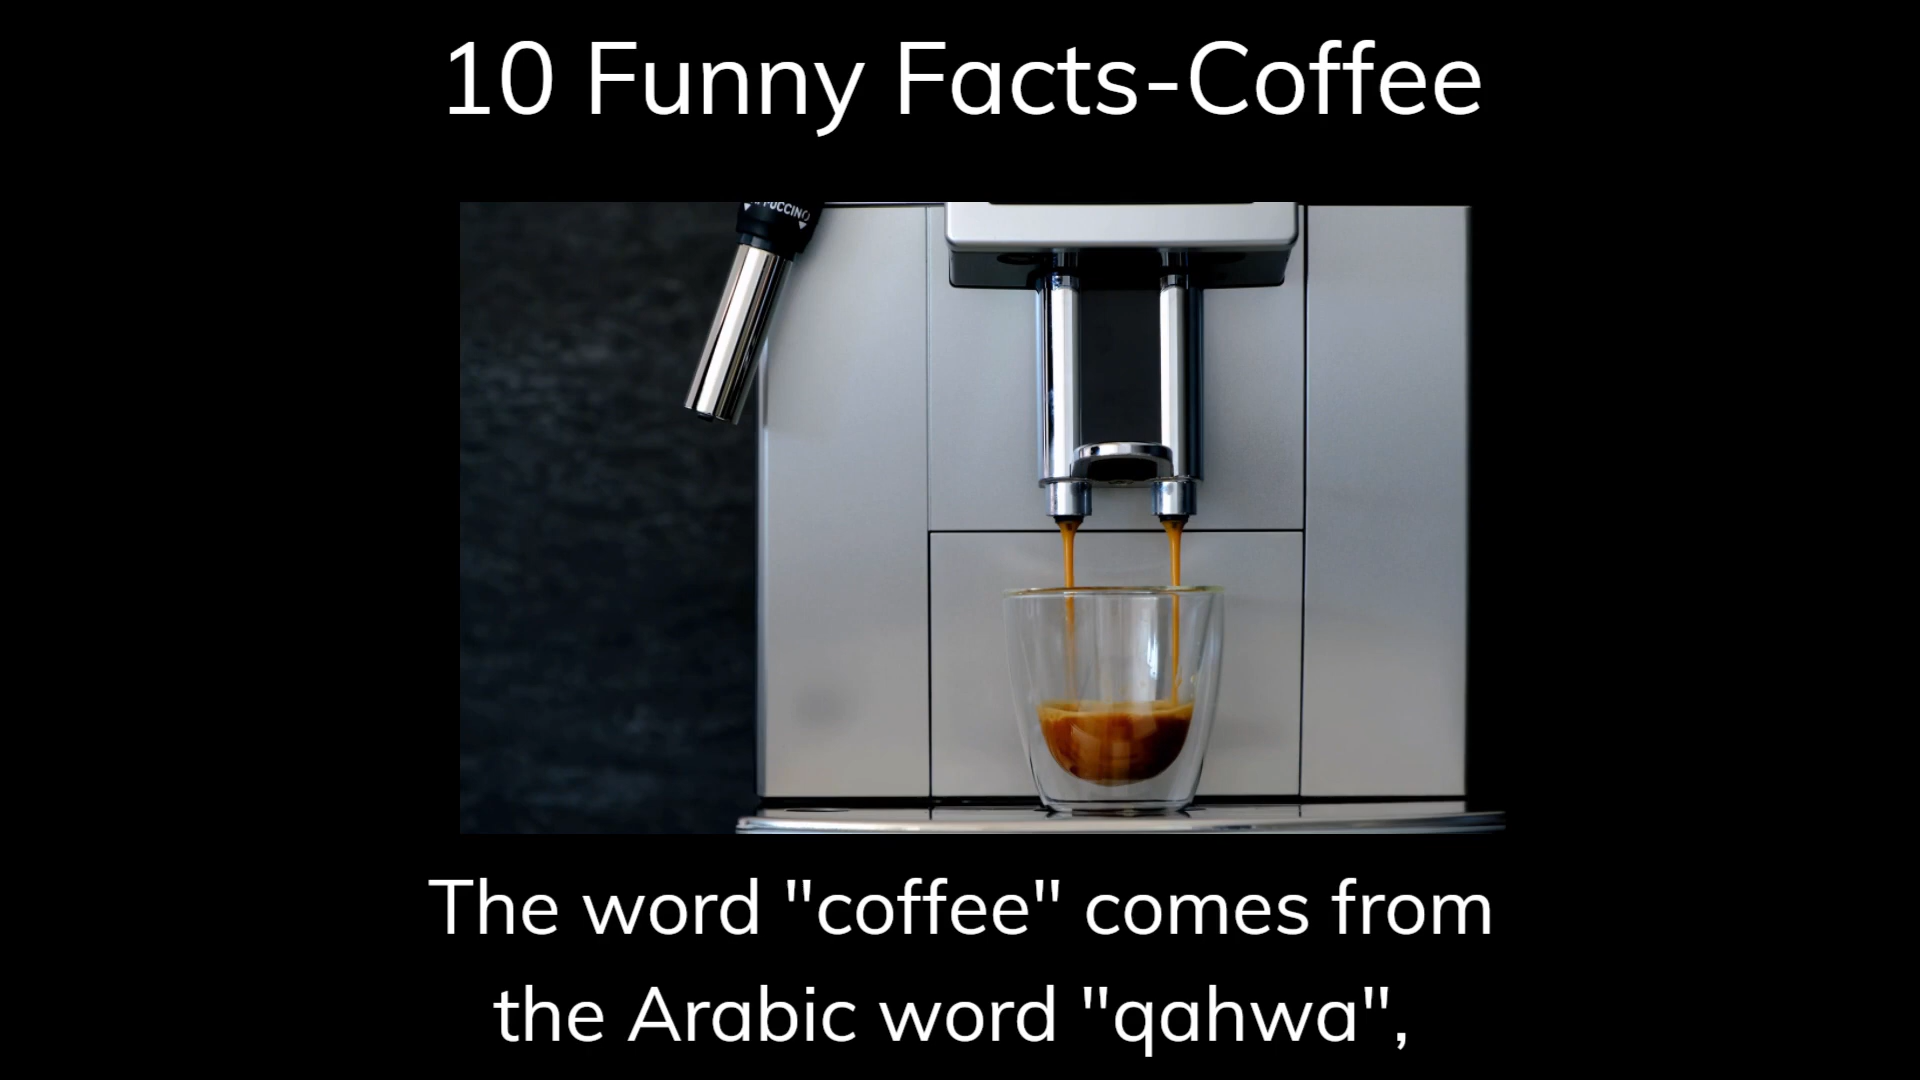 10 Funny Facts-Coffee
The word "coffee" comes from
the Arabic word "qahwa",